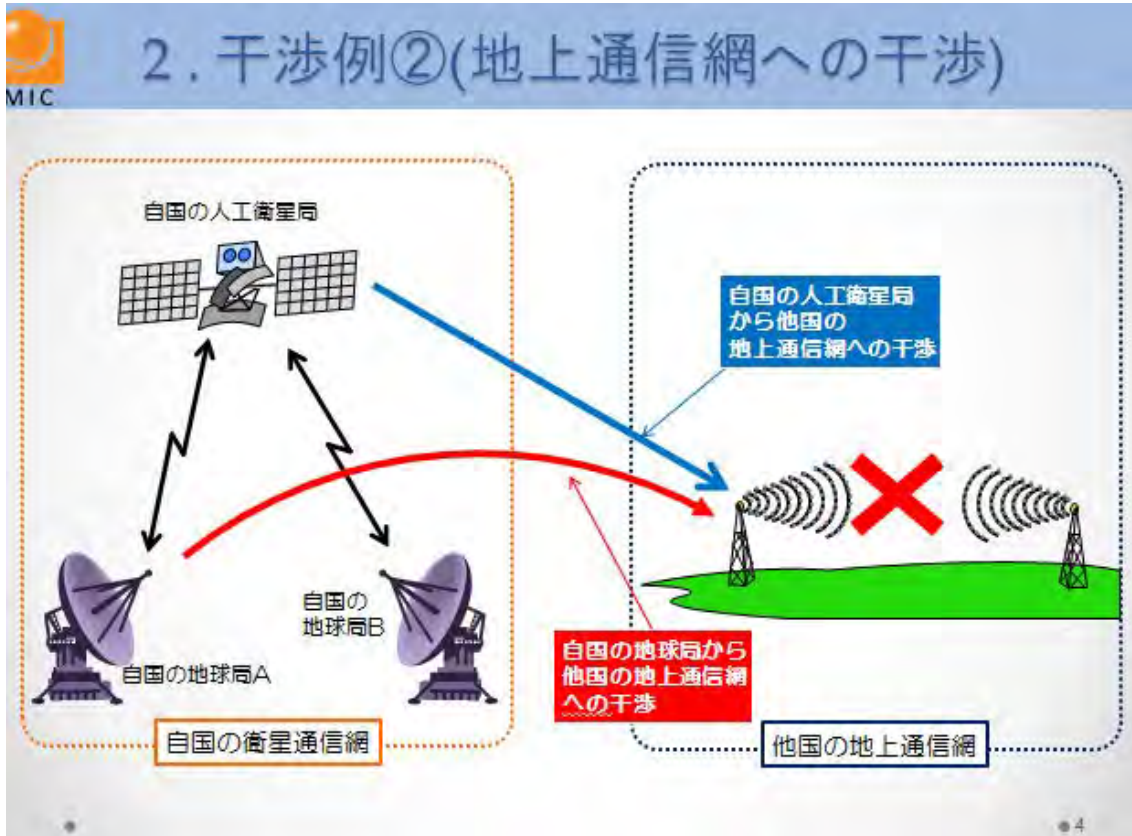 MIC
2．干渉例②(地上通信網への干渉)
自国の人工衛星局
自国の人工衛星局
から他国の
地上通信網への干渉
自国の
地球局B
自国の地球局A
自国の地球局から
他国の地上通信網
への干渉
自国の衛星通信網
他国の地上通信網
4